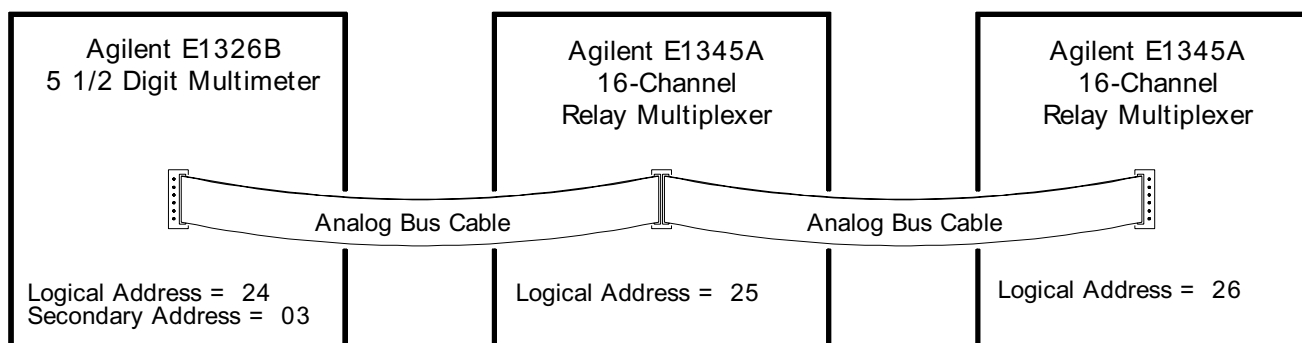 Agilent E1326B
5 1/2 Digit Multimeter
Agilent E1345A
16-Channel
Relay Multiplexer
Agilent E1345A
16-Channel
Relay Multiplexer
Analog Bus Cable
Analog Bus Cable
Logical Address = 24
Secondary Address = 03
Logical Address = 25
Logical Address = 26